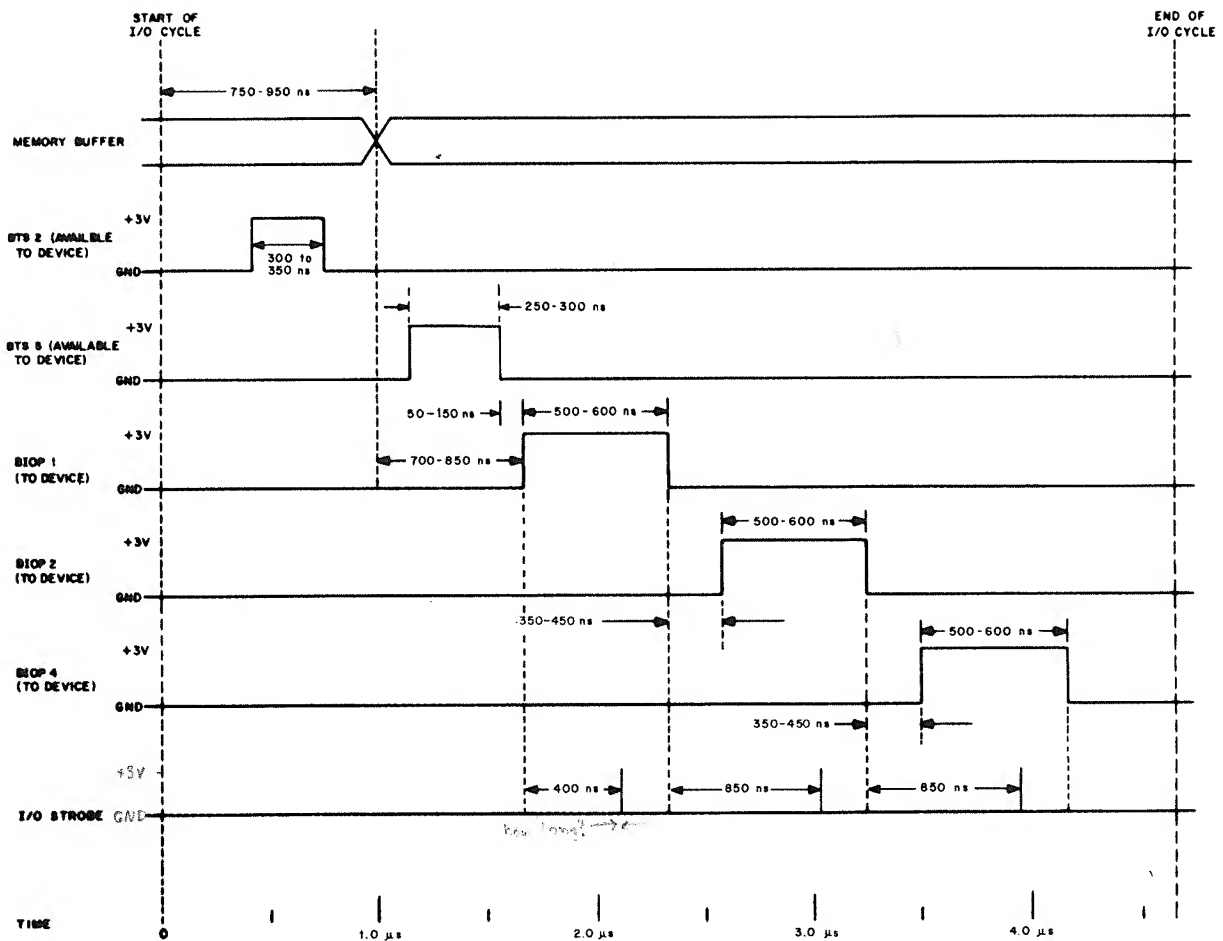 START OF
I/O CYCLE
END OF
I/O CYCLE
750-950 ns
MEMORY BUFFER
+3V
BTS 2 (AVAILBLE
TO DEVICE)
300 to
350 ns
GND
250-300 ns
+3V
BTS 5 (AVAILABLE
TO DEVICE)
GND
50-150 ns
500-600 ns
+3V
BIOP 1
(TO DEVICE)
700-850 ns
GND
500-600 ns
+3V
BIOP 2
(TO DEVICE)
GND
350-450 ns
500-600 ns
+3V
BIOP 4
(TO DEVICE)
GND
350-450 ns
+3V
400 ns
850 ns
850 ns
I/O STROBE GND
how long?
TIME
0
1.0 µs
2.0 µs
3.0 µs
4.0 µs